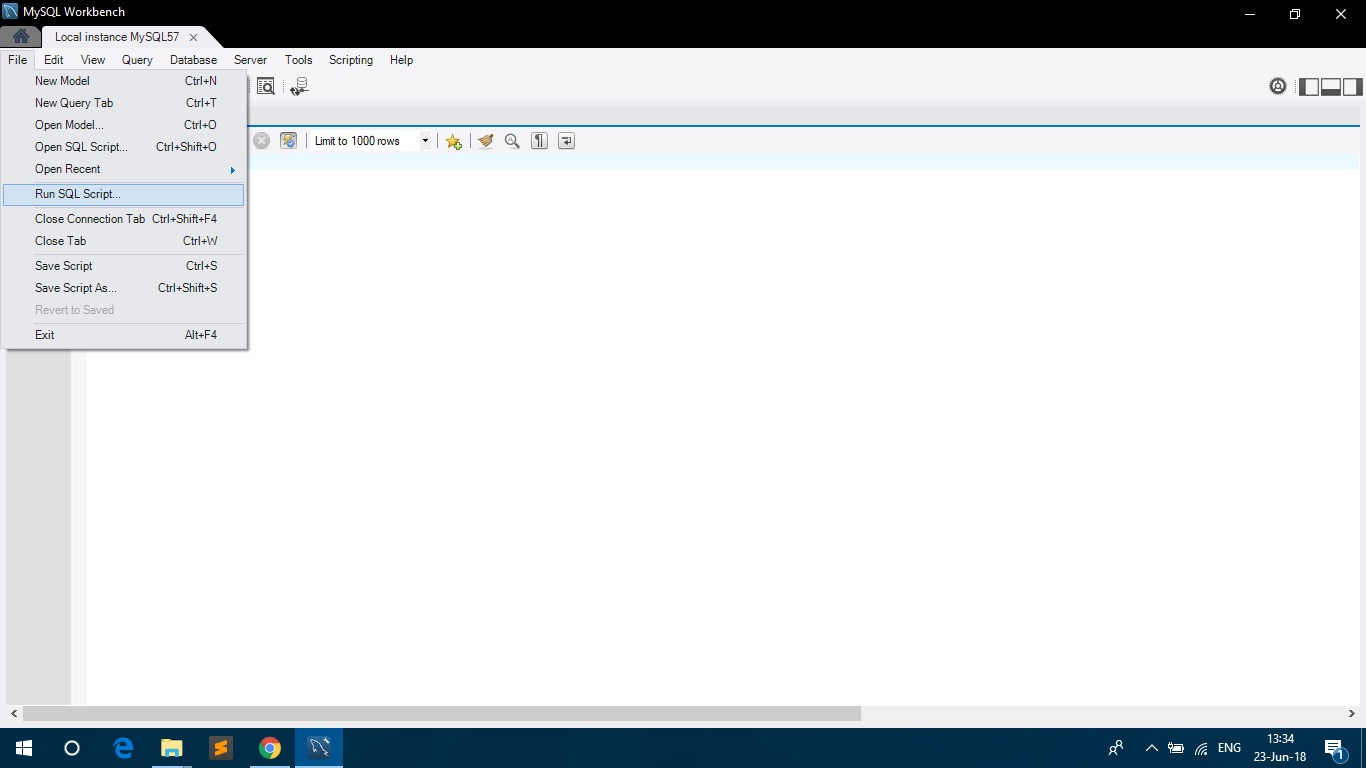 MySQL Workbench
Local instance MySQL57
File Edit View Query Database Server Tools Scripting Help
New Model Ctrl+N
New Query Tab Ctrl+T
Open Model... Ctrl+O
Open SQL Script... Ctrl+Shift+O
Limit to 1000 rows
Open Recent
Run SQL Script...
Close Connection Tab Ctrl+Shift+F4
Close Tab Ctrl+W
Save Script Ctrl+S
Save Script As... Ctrl+Shift+S
Revert to Saved
Exit Alt+F4
ENG
13:34
23-Jun-18
1